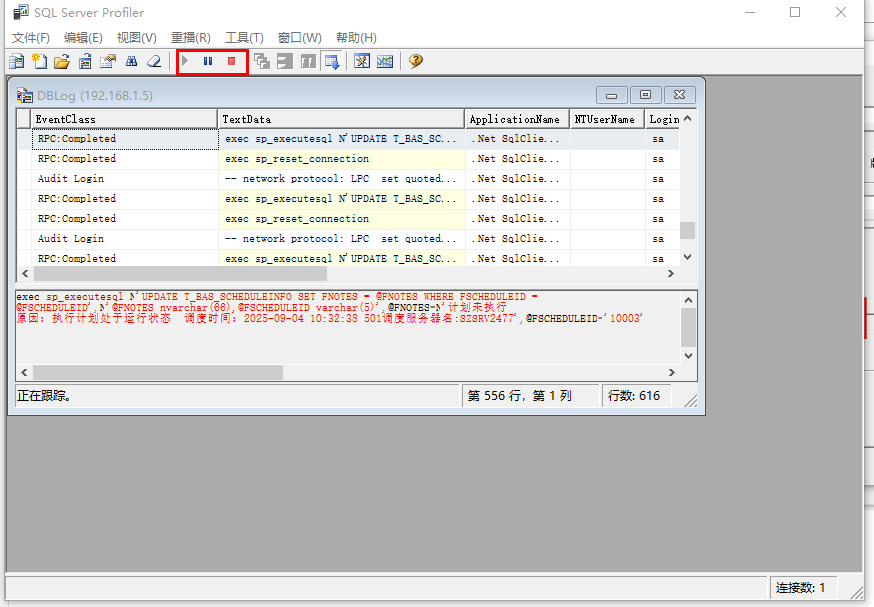 SQL Server Profiler
文件(F) 编辑(E) 视图(V) 重播(R) 工具(T) 窗口(W) 帮助(H)
DBLog (192.168.1.5)
EventClass TextData ApplicationName NTUserName Login
RPC:Completed exec sp_executesql N'UPDATE T_BAS_SC... .Net SqlClie... sa
RPC:Completed exec sp_reset_connection .Net SqlClie... sa
Audit Login -- network protocol: LPC set quoted... .Net SqlClie... sa
RPC:Completed exec sp_executesql N'UPDATE T_BAS_SC... .Net SqlClie... sa
RPC:Completed exec sp_reset_connection .Net SqlClie... sa
Audit Login -- network protocol: LPC set quoted... .Net SqlClie... sa
RPC:Completed exec sp_executesql N'UPDATE T_BAS_SC... .Net SqlClie... sa
exec sp_executesql N'UPDATE T_BAS_SCHEDULEINFO SET FNOTES = @FNOTES WHERE FSCHEDULEID =
@FSCHEDULEID',N'@FNOTES nvarchar(66),@FSCHEDULEID varchar(5)',@FNOTES=N'计划未执行
原因：执行计划处于运行状态 调度时间：2025-09-04 10:32:38 501调度服务器名:SZSRV2477',@FSCHEDULEID='10003'
正在跟踪。 第 556 行，第 1 列 行数: 616
连接数: 1